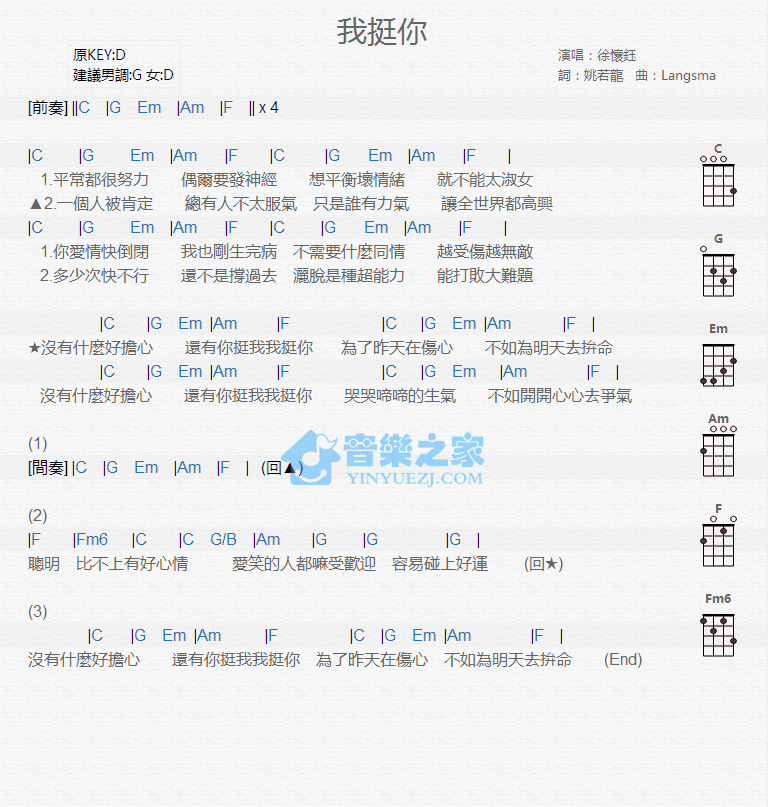 我挺你
原KEY:D
建議男調:G 女:D
演唱：徐懷鈺
詞：姚若龍　曲：Langsma
[前奏] ||C |G Em |Am |F || x 4
|C |G Em |Am |F |C |G Em |Am |F |
1.平常都很努力　偶爾要發神經　想平衡壞情緒　就不能太淑女
▲2.一個人被肯定　總有人不太服氣　只是誰有力氣　讓全世界都高興
|C |G Em |Am |F |C |G Em |Am |F |
1.你愛情快倒閉　我也剛生完病　不需要什麼同情　越受傷越無敵
2.多少次快不行　還不是撐過去　灑脫是種超能力　能打敗大難題
|C |G Em |Am |F |C |G Em |Am |F |
★沒有什麼好擔心　還有你挺我我挺你　為了昨天在傷心　不如為明天去拚命
|C |G Em |Am |F |C |G Em |Am |F |
沒有什麼好擔心　還有你挺我我挺你　哭哭啼啼的生氣　不如開開心心去爭氣
(1)
[間奏] |C |G Em |Am |F | (回▲)
音樂之家
YINYUEZJ.COM
(2)
|F |Fm6 |C |C G/B |Am |G |G |G |
聰明　比不上有好心情　愛笑的人都嘛受歡迎　容易碰上好運　(回★)
(3)
|C |G Em |Am |F |C |G Em |Am |F |
沒有什麼好擔心　還有你挺我我挺你　為了昨天在傷心　不如為明天去拚命　(End)
C
G
Em
Am
F
Fm6